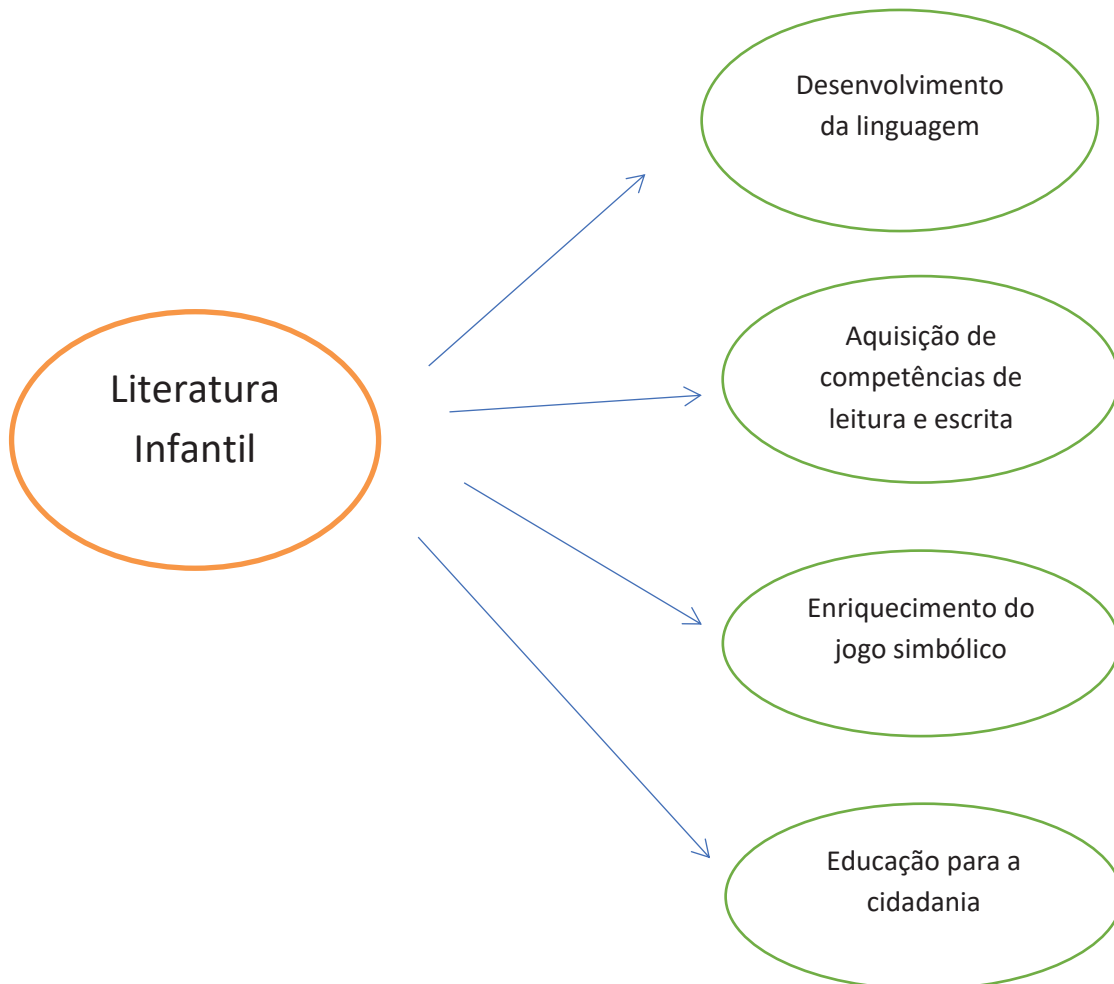 Desenvolvimento
da linguagem
Literatura
Infantil
Aquisição de
competências de
leitura e escrita
Enriquecimento do
jogo simbólico
Educação para a
cidadania